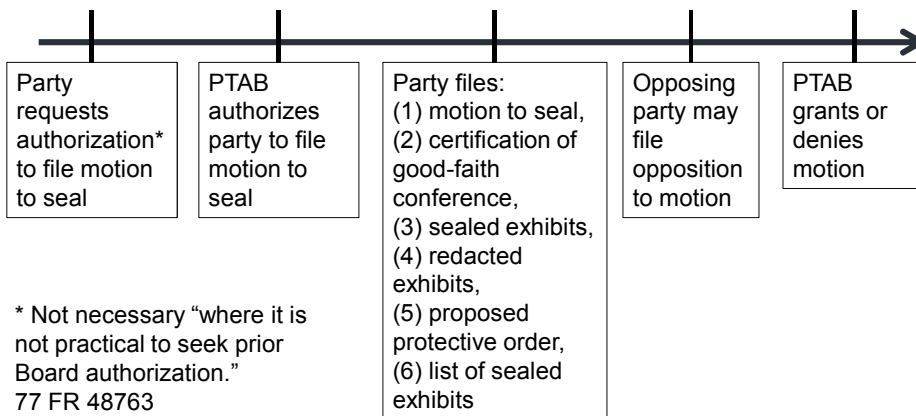 Party
requests
authorization*
to file motion
to seal
PTAB
authorizes
party to file
motion to
seal
Party files:
(1) motion to seal,
(2) certification of
good-faith
conference,
(3) sealed exhibits,
(4) redacted
exhibits,
(5) proposed
protective order,
(6) list of sealed
exhibits
Opposing
party may
file
opposition
to motion
PTAB
grants or
denies
motion
* Not necessary “where it is
not practical to seek prior
Board authorization.”
77 FR 48763